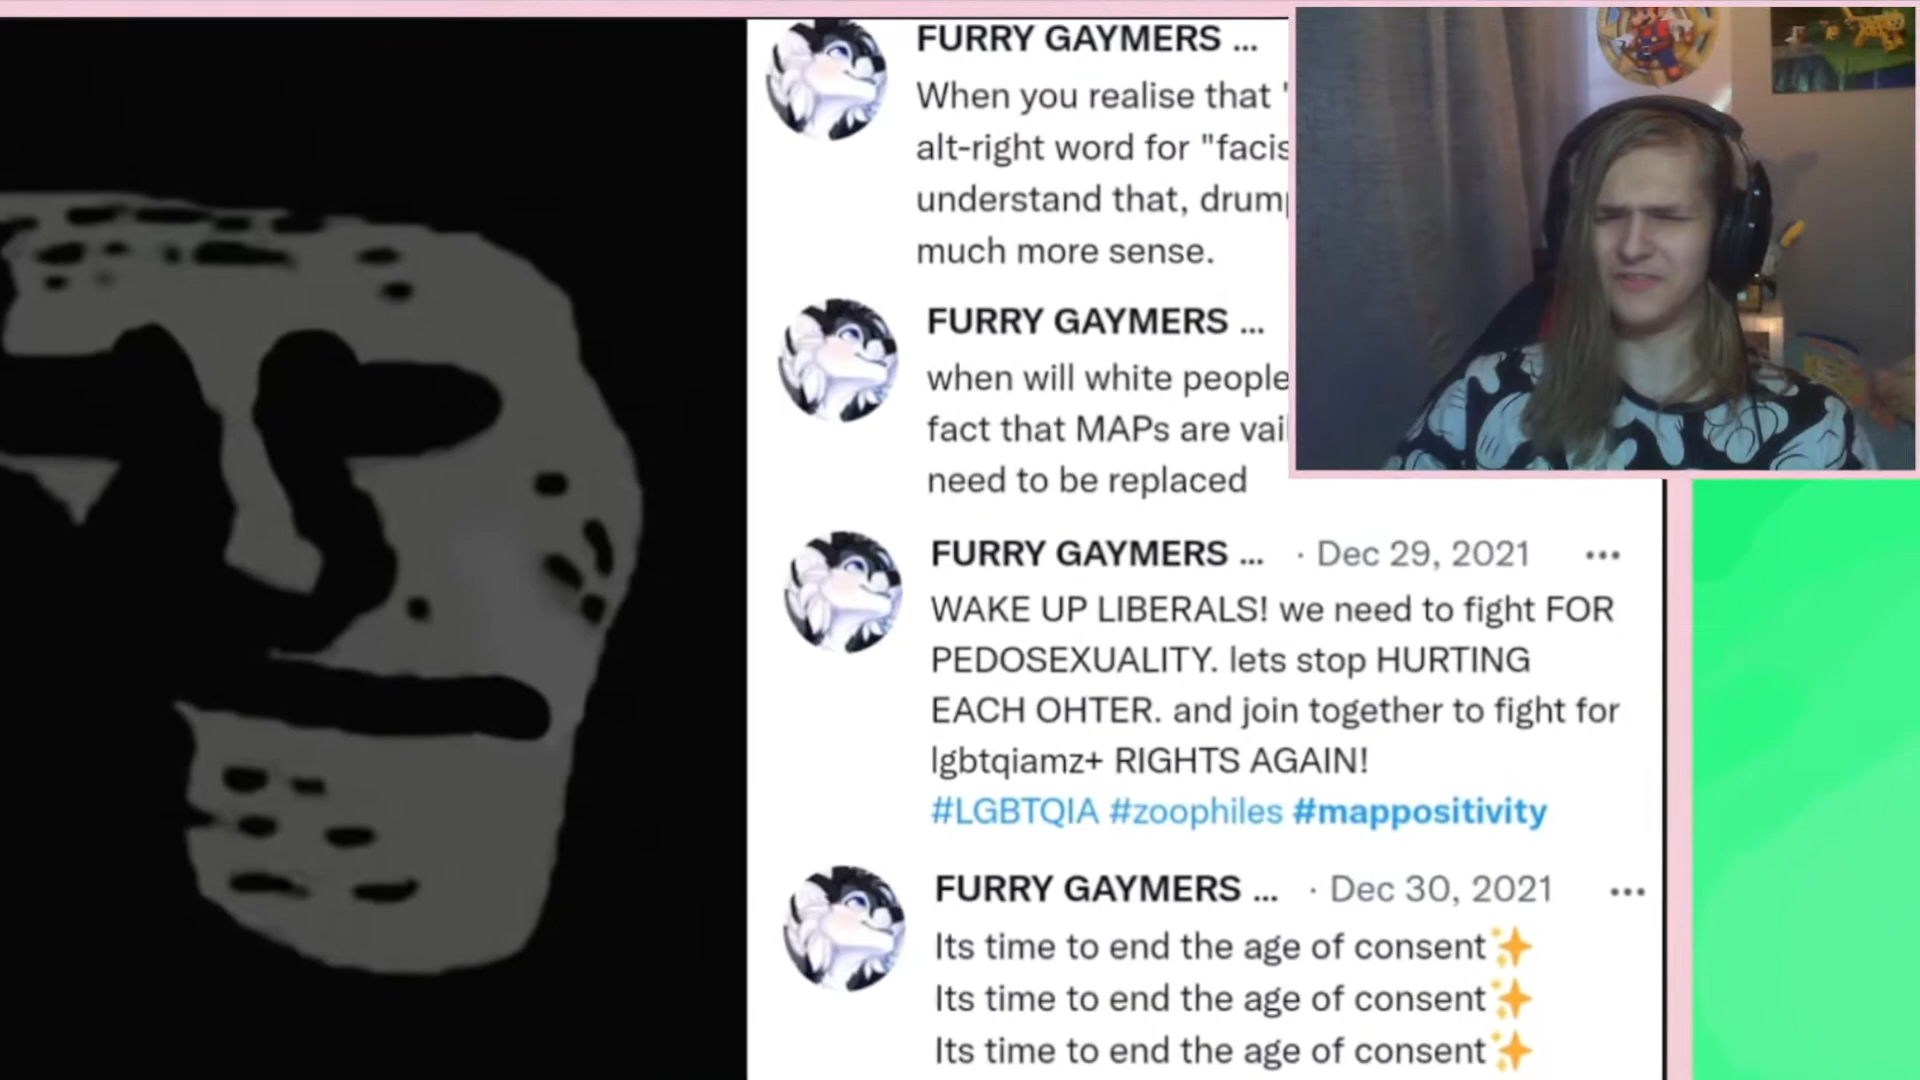 FURRY GAYMERS ...
When you realise that "
alt-right word for "facis
understand that, drum
much more sense.
FURRY GAYMERS ...
when will white people
fact that MAPs are vai
need to be replaced
FURRY GAYMERS ... · Dec 29, 2021
WAKE UP LIBERALS! we need to fight FOR
PEDOSEXUALITY. lets stop HURTING
EACH OHTER. and join together to fight for
lgbtqiamz+ RIGHTS AGAIN!
#LGBTQIA #zoophiles #mappositivity
FURRY GAYMERS ... · Dec 30, 2021
Its time to end the age of consent✨
Its time to end the age of consent✨
Its time to end the age of consent✨